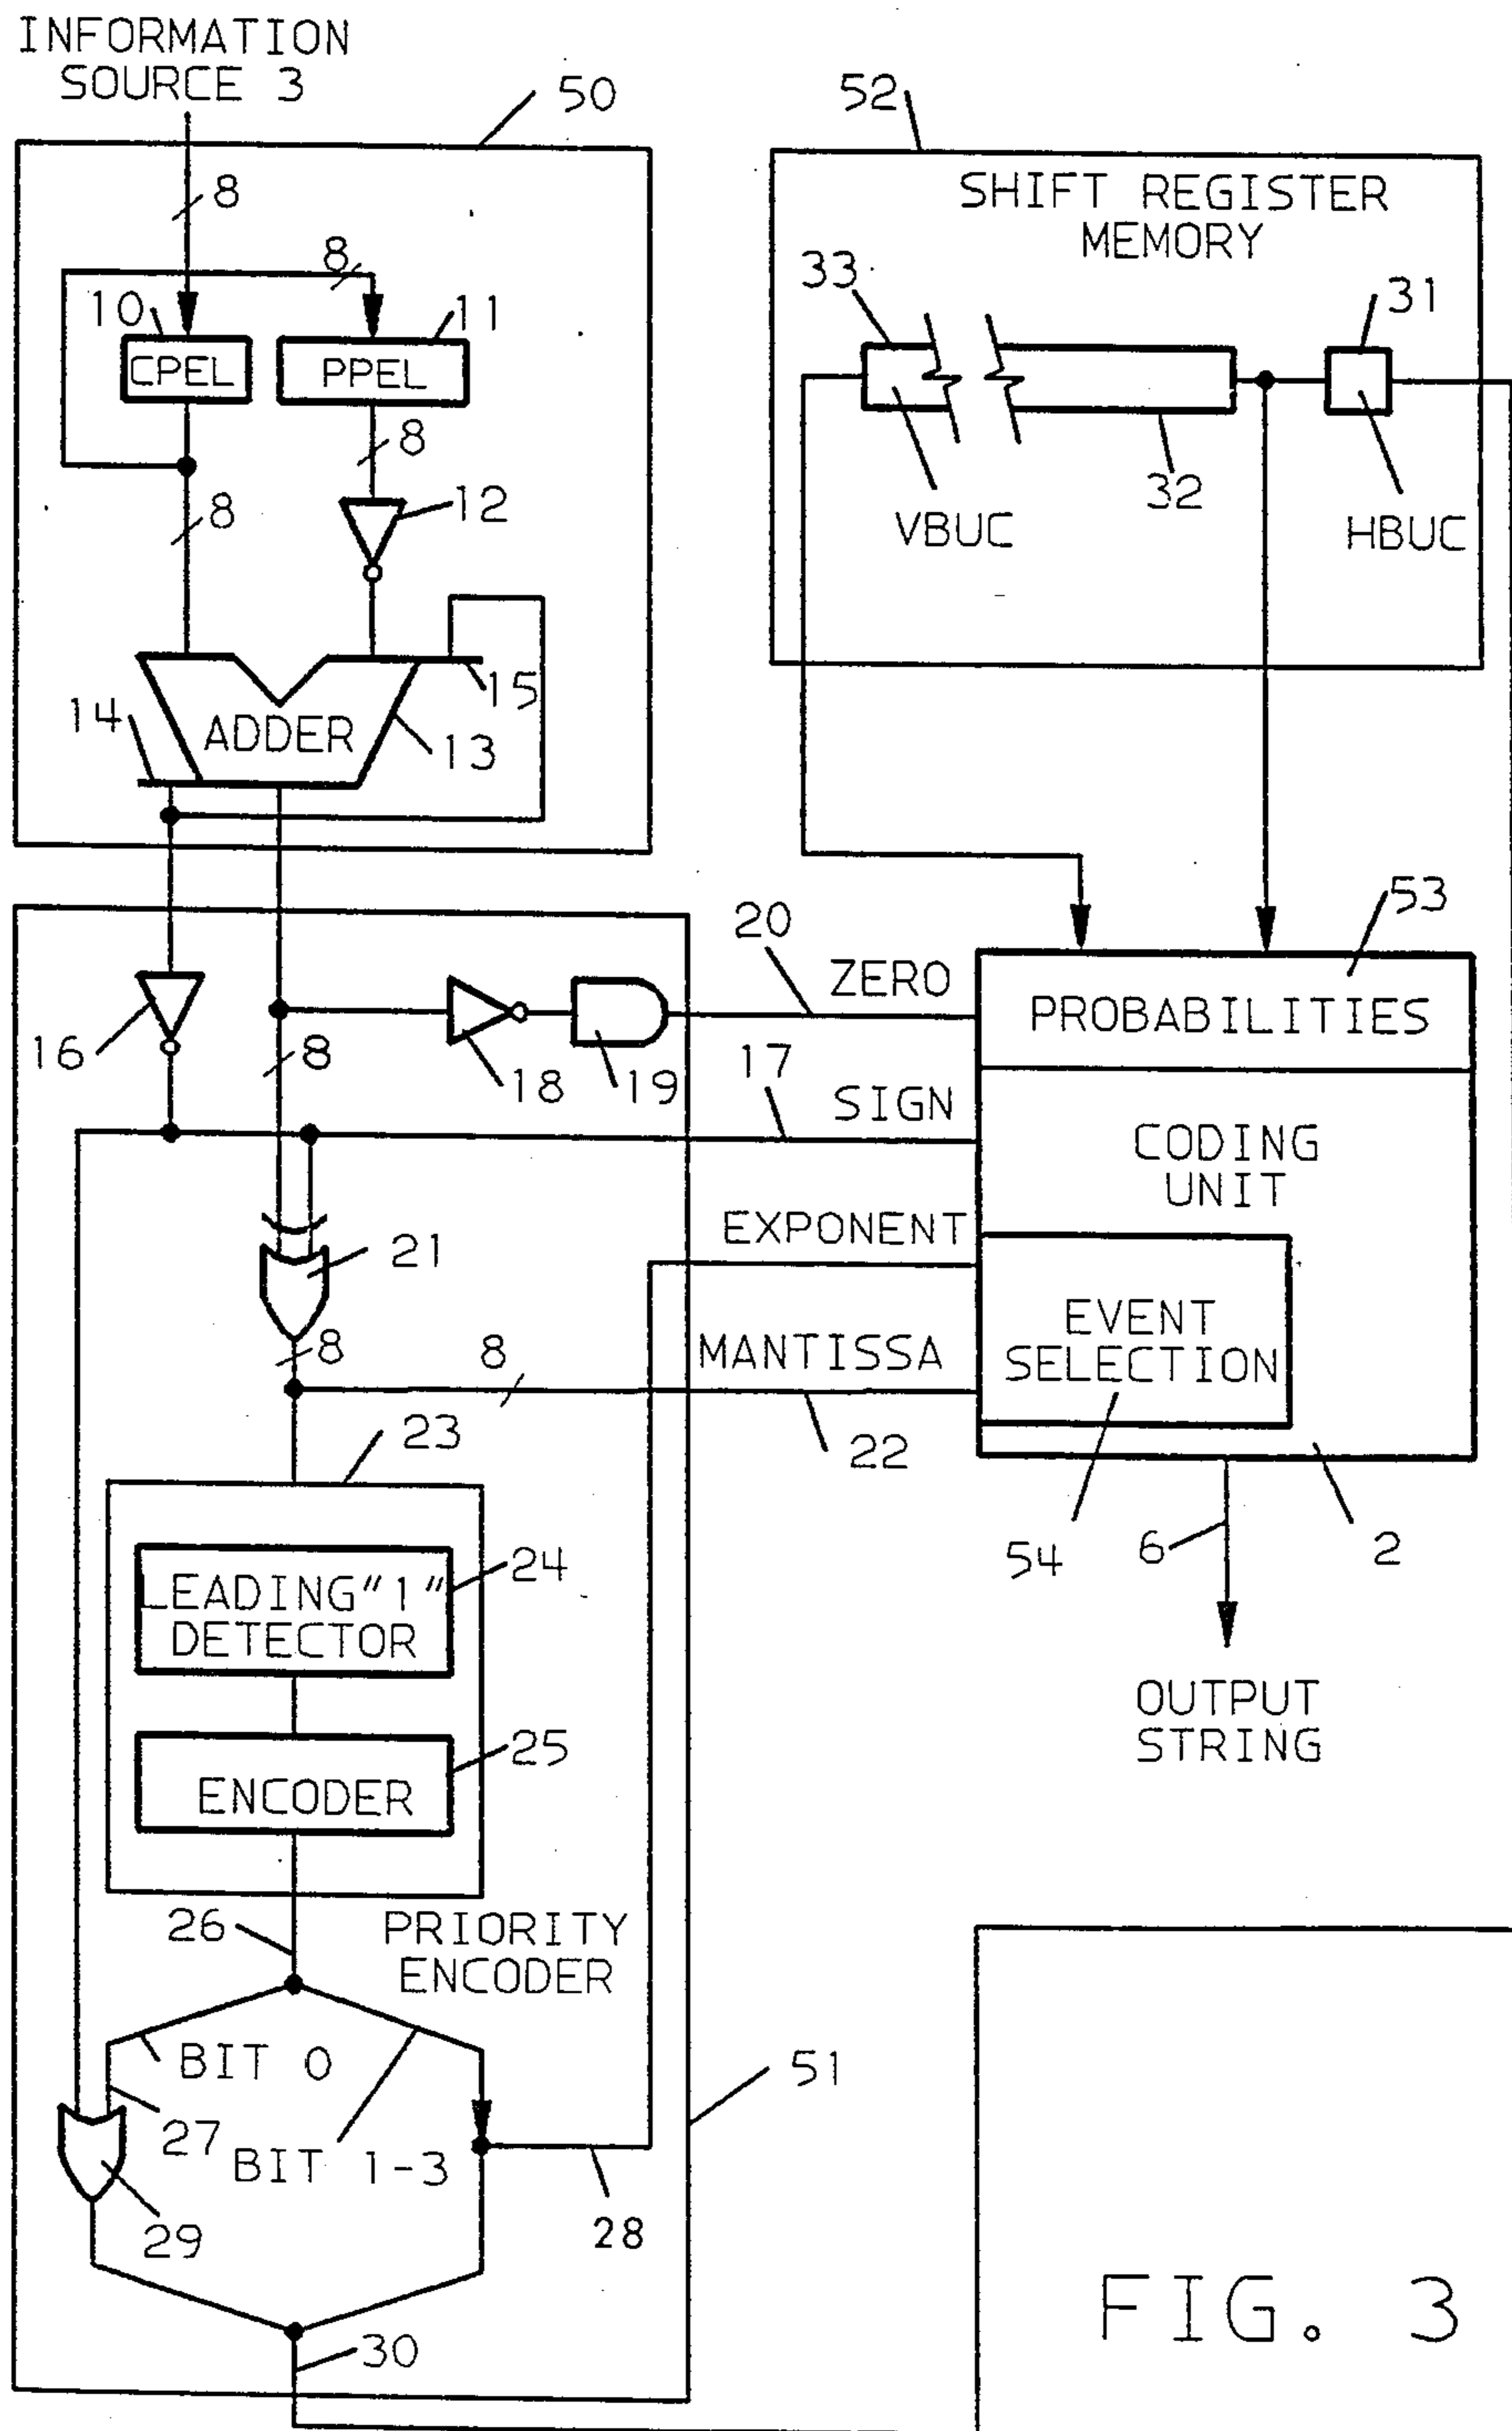 INFORMATION
SOURCE 3
50
8
8
10
11
CPEL
PPEL
8
8
12
15
14
ADDER
13
52
SHIFT REGISTER
MEMORY
33
31
32
VBUC
HBUC
53
20
ZERO
PROBABILITIES
16
8
18
19
17
SIGN
CODING
UNIT
EXPONENT
21
EVENT
SELECTION
8
8
MANTISSA
22
23
54
6
2
24
LEADING"1"
DETECTOR
OUTPUT
STRING
25
ENCODER
26
PRIORITY
ENCODER
BIT 0
51
27
BIT 1-3
29
28
30
FIG. 3